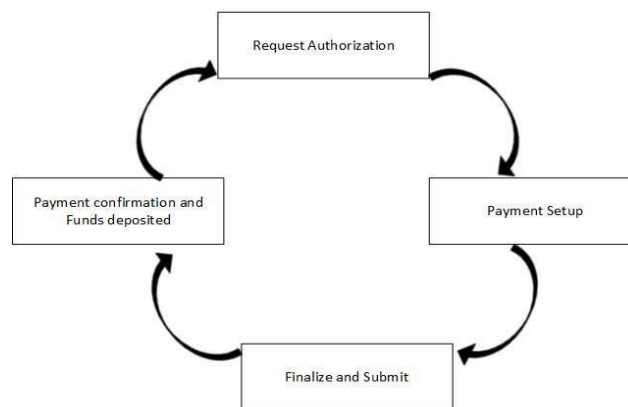 Request Authorization
Payment confirmation and
Funds deposited
Payment Setup
Finalize and Submit